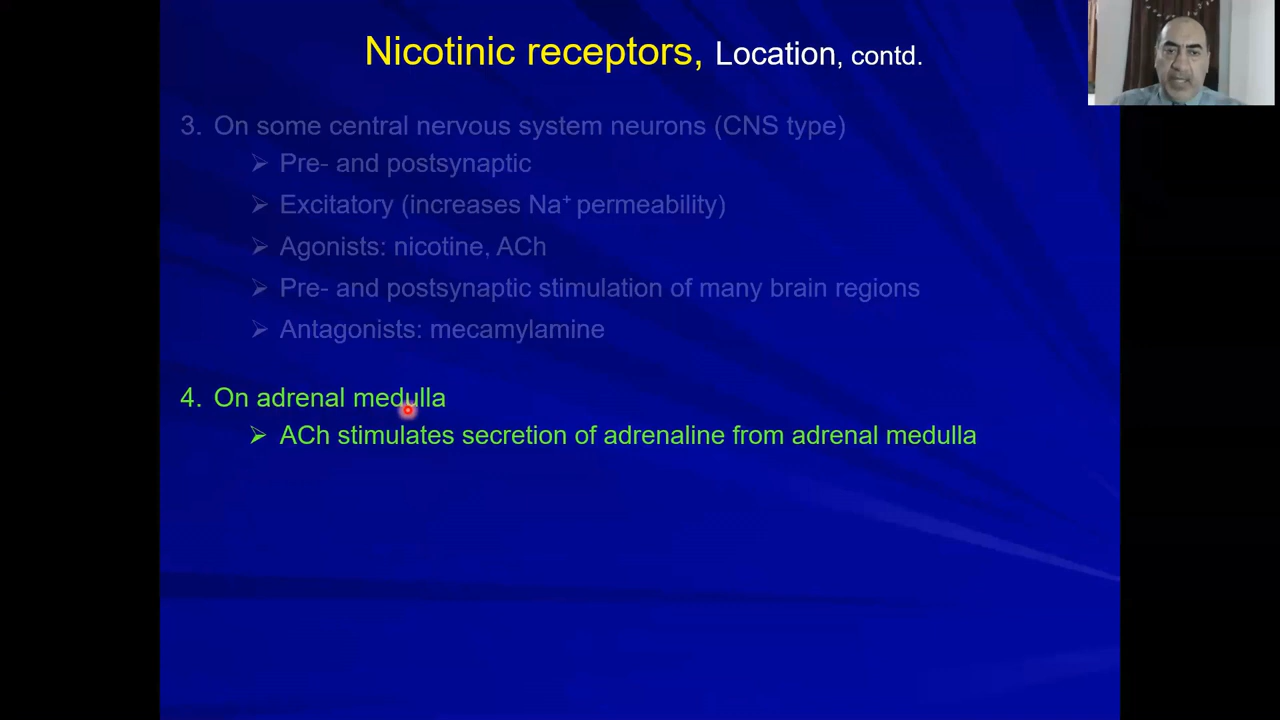 Nicotinic receptors, Location, contd.
3. On some central nervous system neurons (CNS type)
➢ Pre- and postsynaptic
➢ Excitatory (increases Na⁺ permeability)
➢ Agonists: nicotine, ACh
➢ Pre- and postsynaptic stimulation of many brain regions
➢ Antagonists: mecamylamine
4. On adrenal medulla
➢ ACh stimulates secretion of adrenaline from adrenal medulla